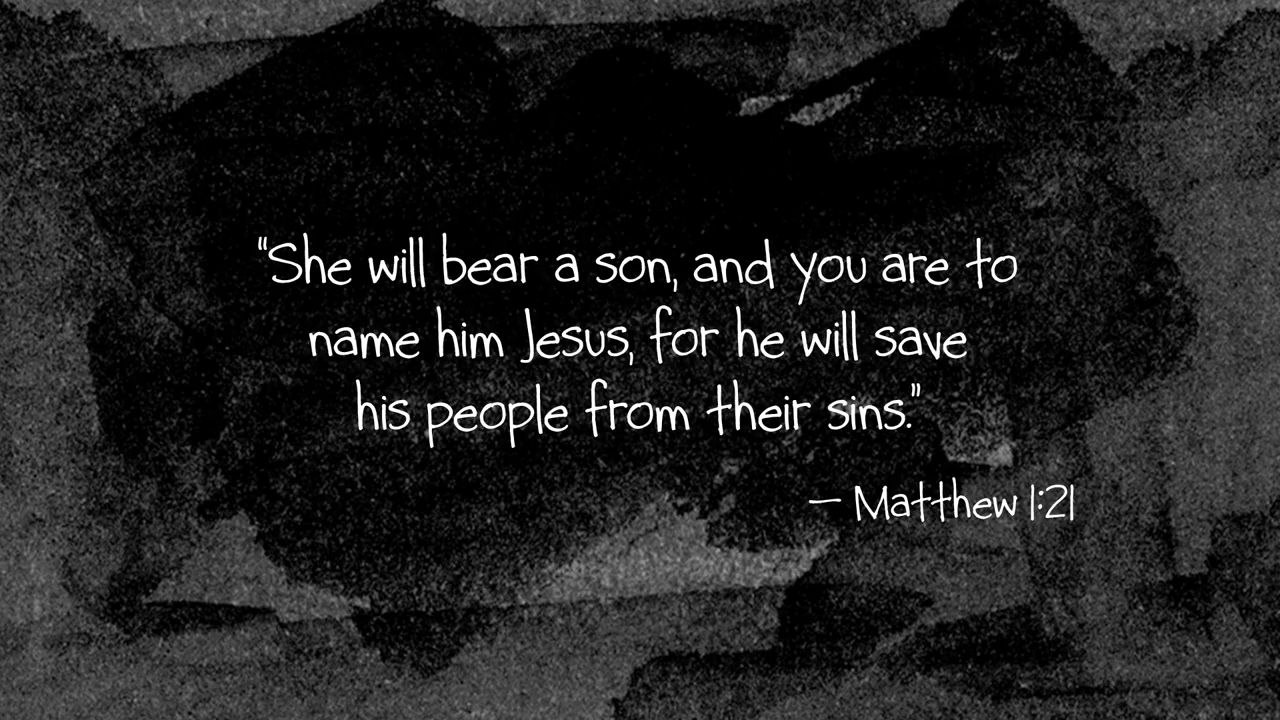 "She will bear a son, and you are to
name him Jesus, for he will save
his people from their sins."
— Matthew 1:21